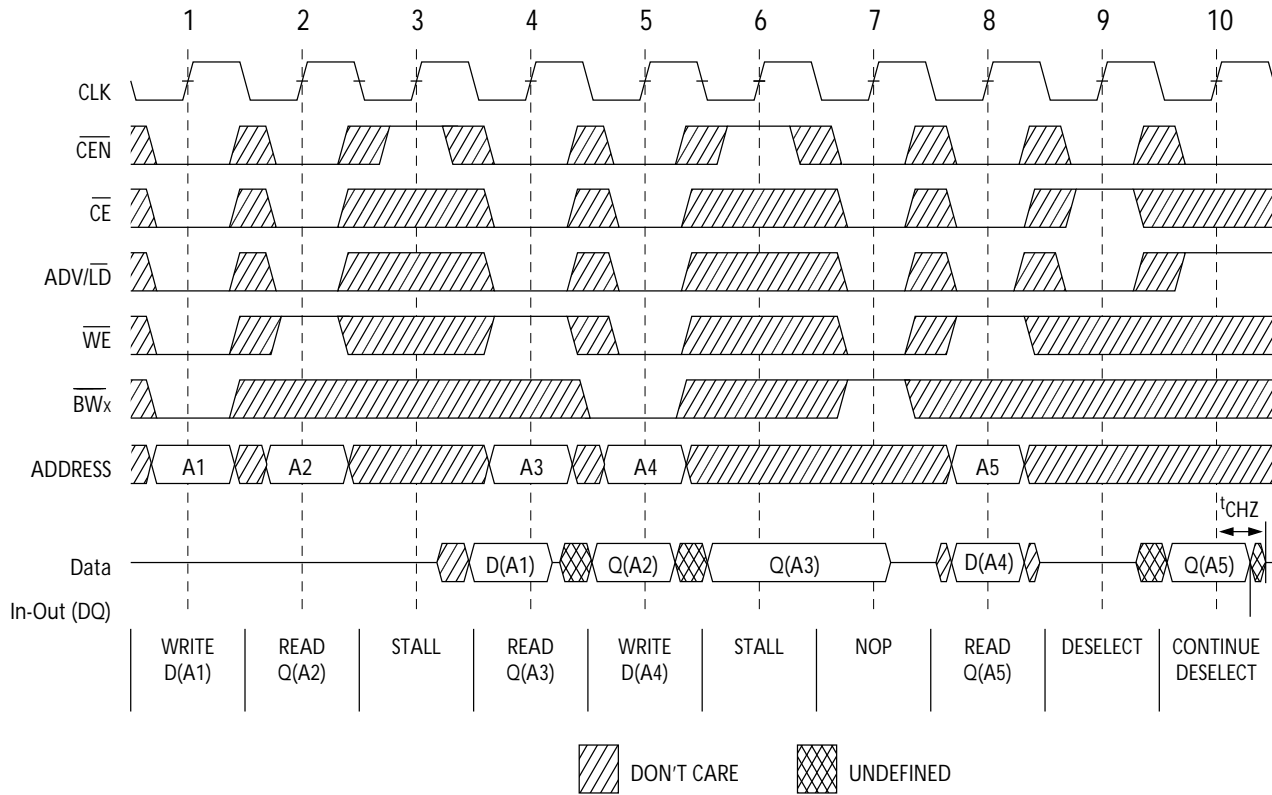 1 2 3 4 5 6 7 8 9 10
CLK
CEN
CE
ADV/LD
WE
BWx
ADDRESS A1 A2 A3 A4 A5
tCHZ
Data D(A1) Q(A2) Q(A3) D(A4) Q(A5)
In-Out (DQ)
WRITE READ STALL READ WRITE STALL NOP READ DESELECT CONTINUE
D(A1) Q(A2) Q(A3) D(A4) Q(A5) DESELECT
DON'T CARE UNDEFINED